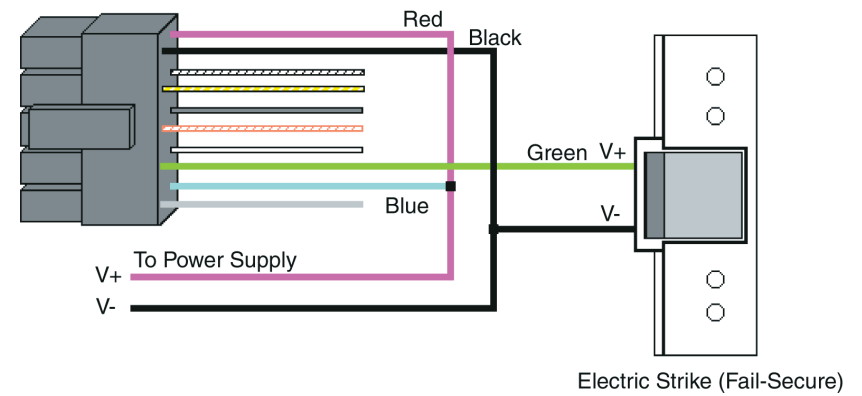 Red
Black
Green V+
V-
Blue
To Power Supply
V+
V-
Electric Strike (Fail-Secure)